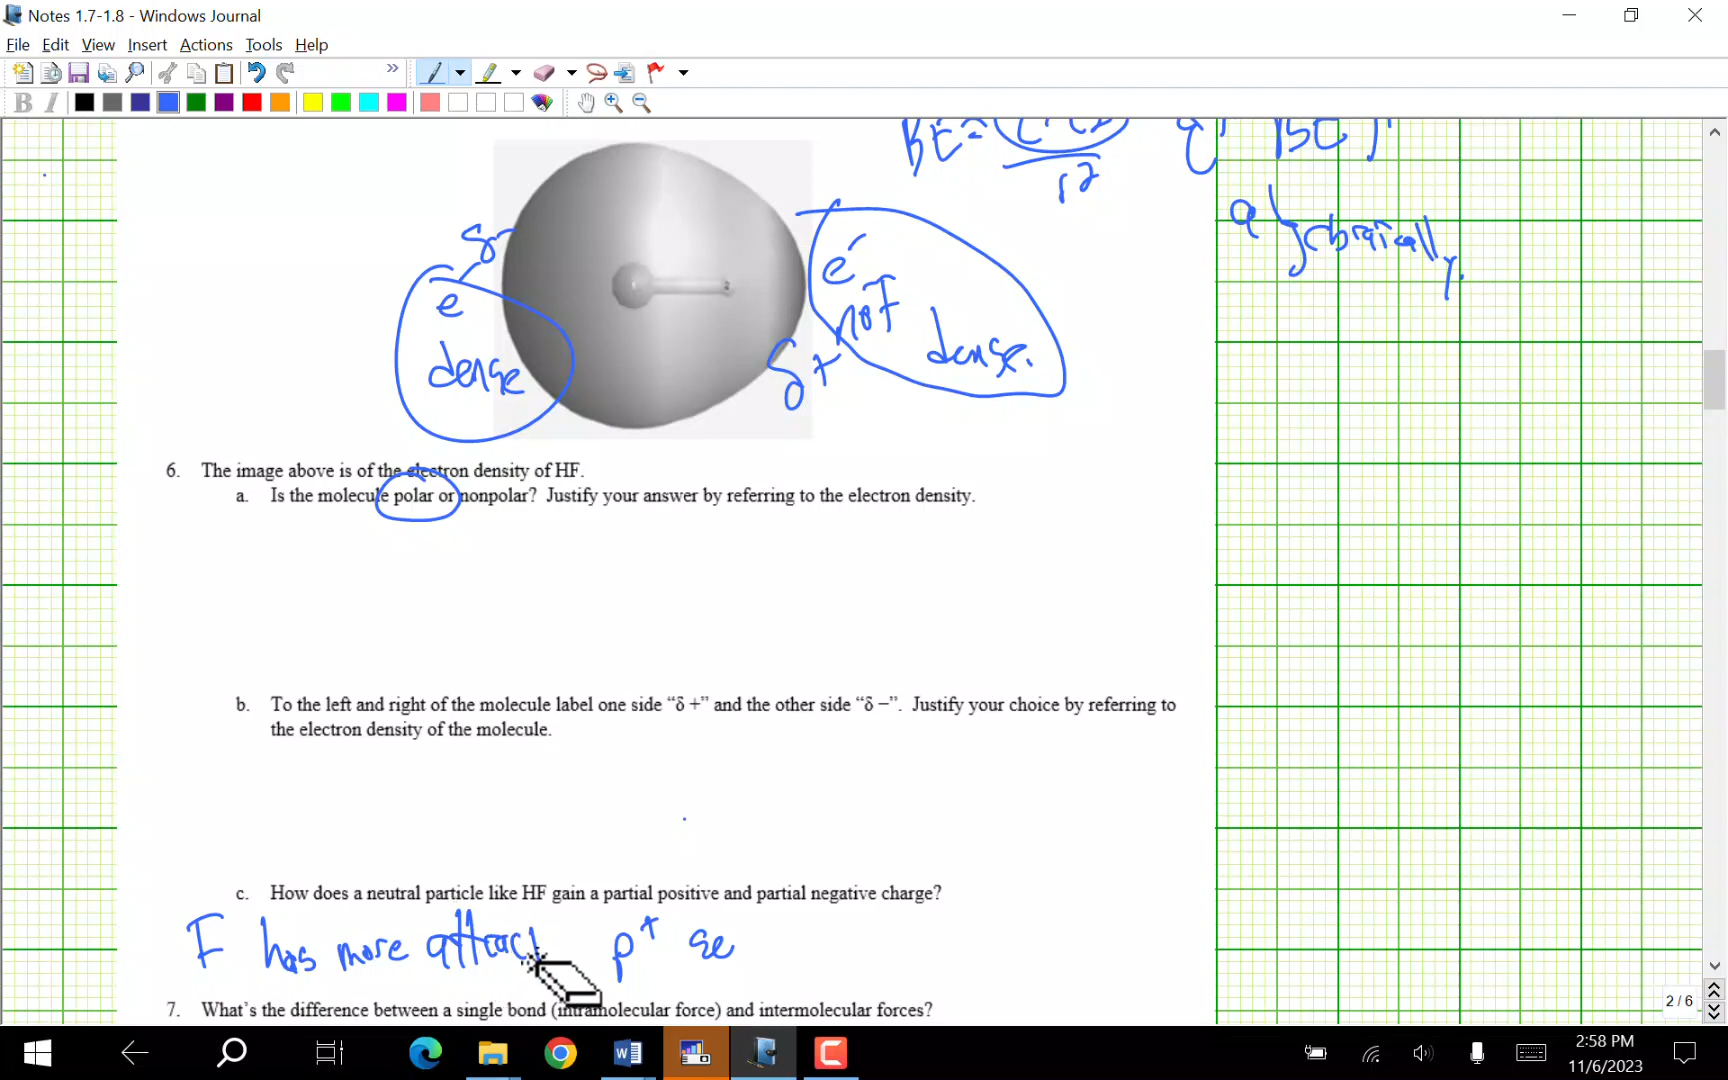 Notes 1.7-1.8 - Windows Journal
File Edit View Insert Actions Tools Help
B I
BE =
r2
δ-
e
dense
e-
not
dense.
δ+
6. The image above is of the electron density of HF.
a. Is the molecule polar or nonpolar? Justify your answer by referring to the electron density.
b. To the left and right of the molecule label one side “δ +” and the other side “δ −”. Justify your choice by referring to
the electron density of the molecule.
c. How does a neutral particle like HF gain a partial positive and partial negative charge?
F has more attract p+
7. What's the difference between a single bond (intramolecular force) and intermolecular forces?
2 / 6
2:58 PM
11/6/2023